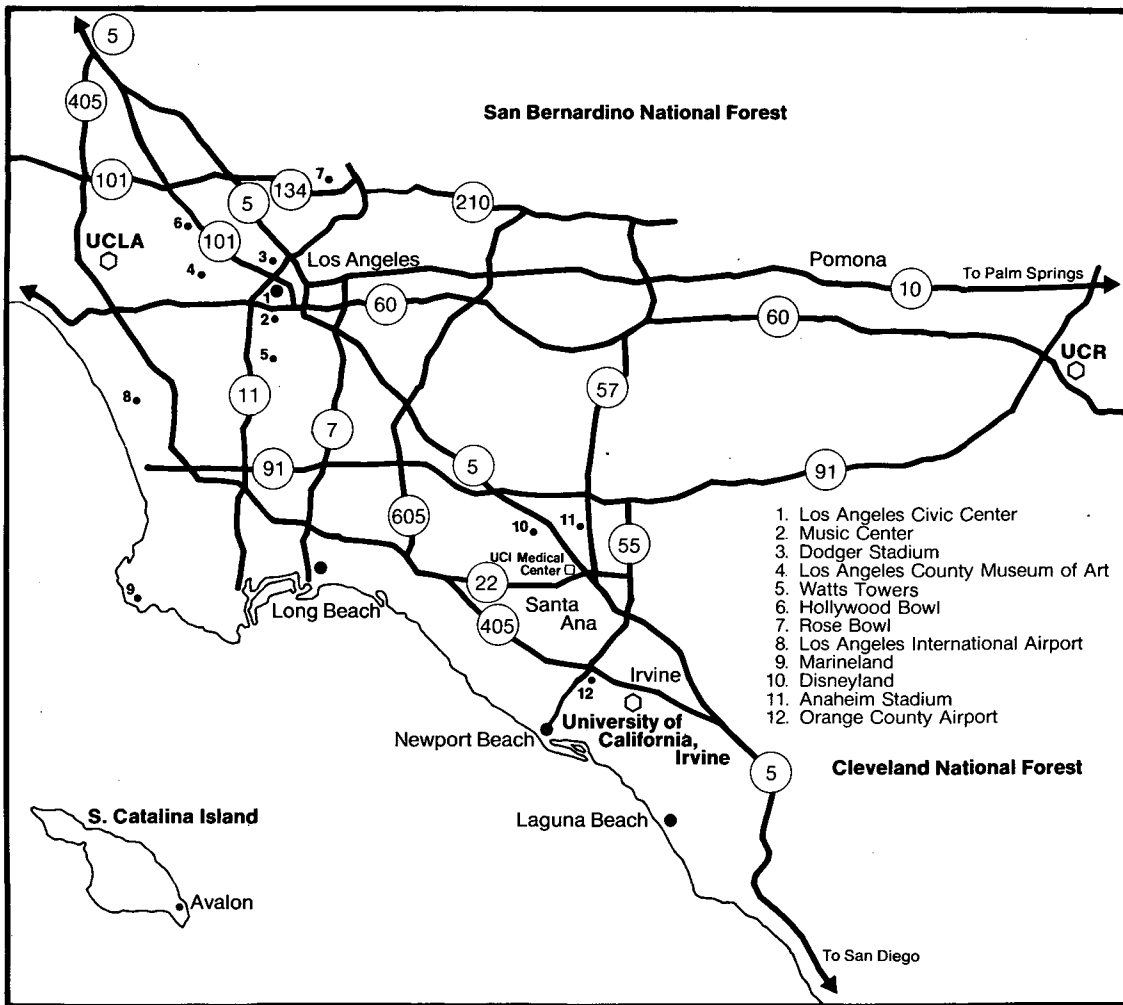 5
405
San Bernardino National Forest
101
7
134
5
210
6
101
UCLA
3
Los Angeles
4
Pomona
To Palm Springs
10
1
60
2
60
5
UCR
57
8
11
7
91
5
91
605
10
11
55
UCI Medical
Center
22
1. Los Angeles Civic Center
2. Music Center
3. Dodger Stadium
4. Los Angeles County Museum of Art
5. Watts Towers
6. Hollywood Bowl
7. Rose Bowl
8. Los Angeles International Airport
9. Marineland
10. Disneyland
11. Anaheim Stadium
12. Orange County Airport
9
Long Beach
Santa
Ana
405
Irvine
12
University of
California,
Irvine
Newport Beach
5
Cleveland National Forest
S. Catalina Island
Laguna Beach
Avalon
To San Diego